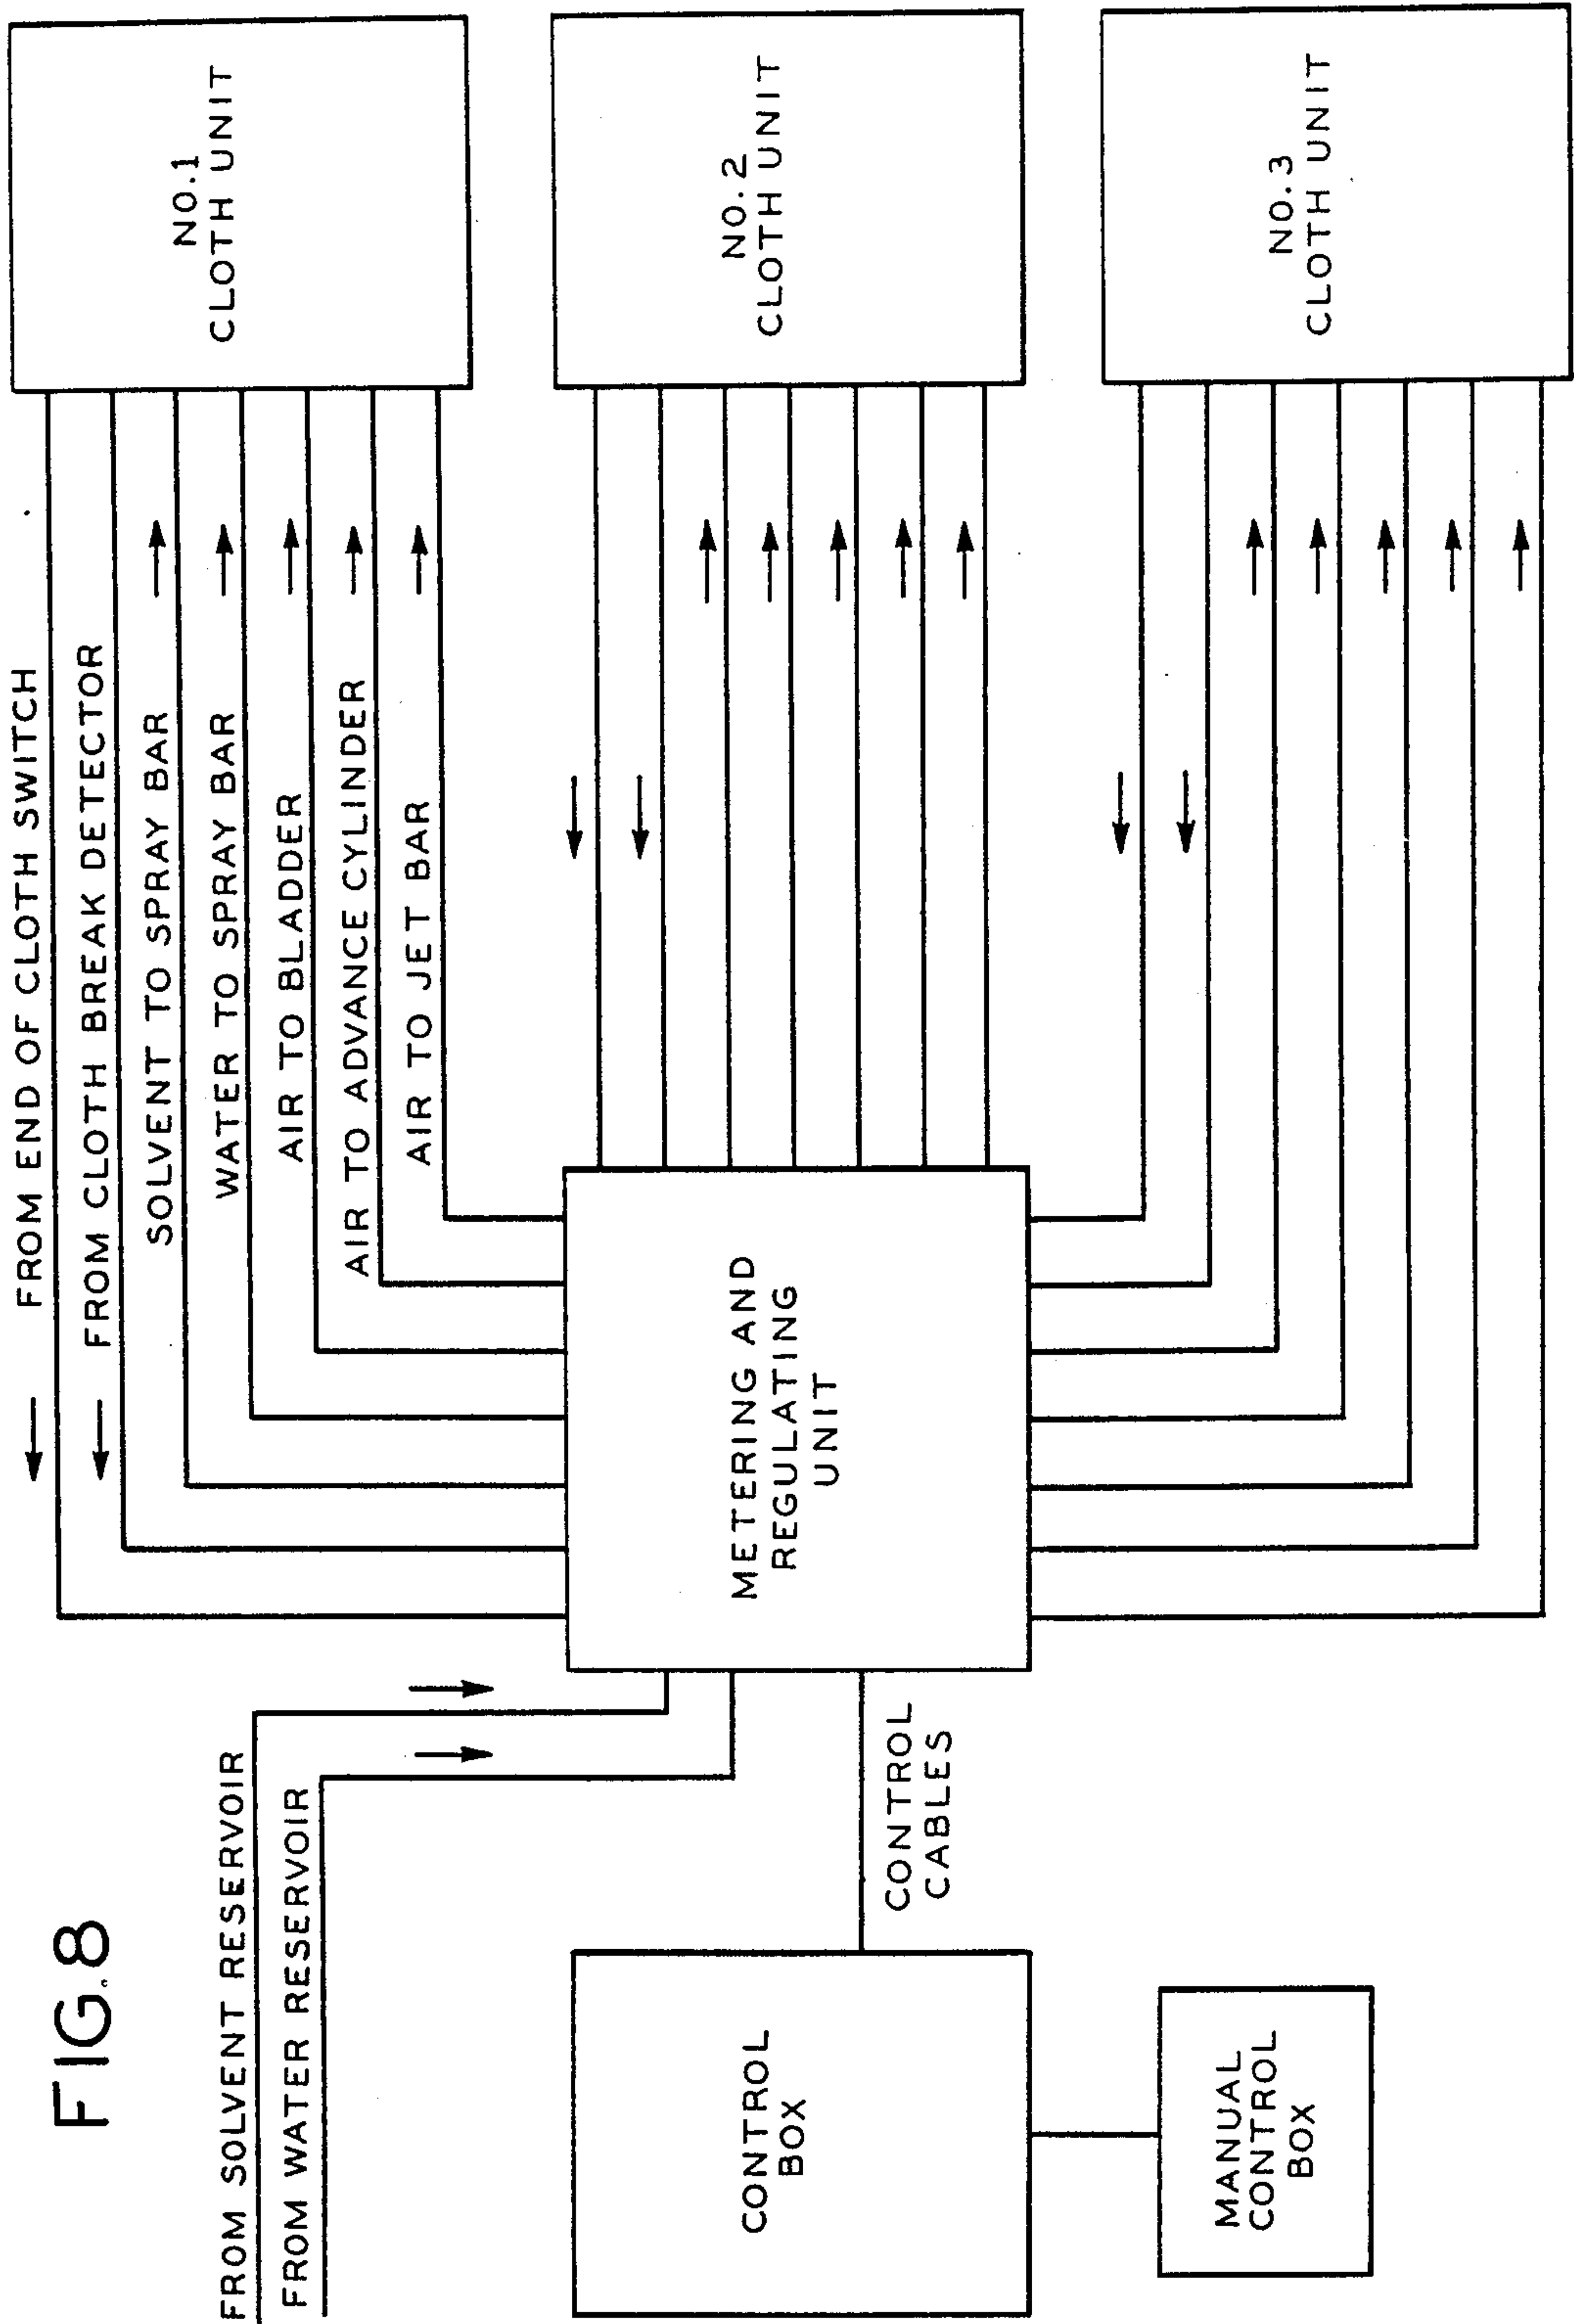 FIG.8
FROM SOLVENT RESERVOIR
FROM WATER RESERVOIR
CONTROL
BOX
MANUAL
CONTROL
BOX
CONTROL
CABLES
METERING AND
REGULATING
UNIT
FROM END OF CLOTH SWITCH
FROM CLOTH BREAK DETECTOR
SOLVENT TO SPRAY BAR
WATER TO SPRAY BAR
AIR TO BLADDER
AIR TO ADVANCE CYLINDER
AIR TO JET BAR
NO.1
CLOTH UNIT
NO.2
CLOTH UNIT
NO.3
CLOTH UNIT